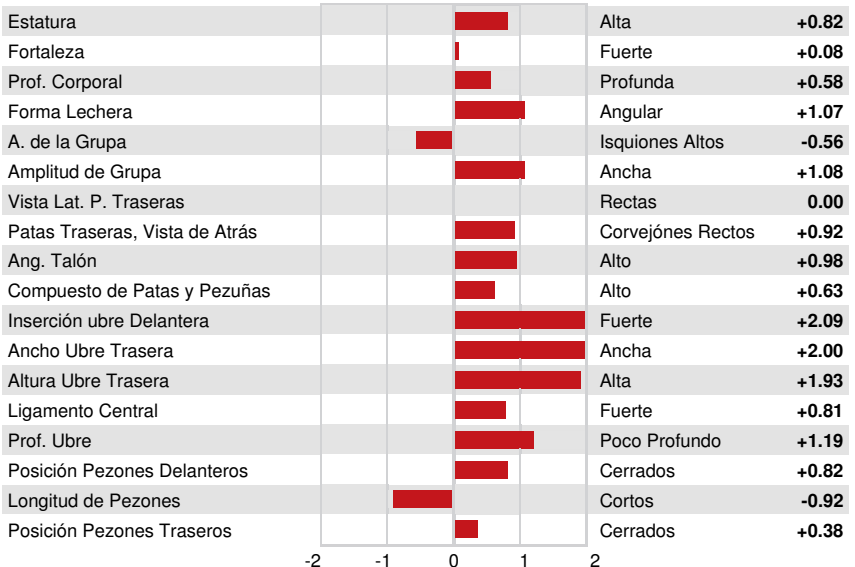 Estatura Alta +0.82
Fortaleza Fuerte +0.08
Prof. Corporal Profunda +0.58
Forma Lechera Angular +1.07
A. de la Grupa Isquiones Altos -0.56
Amplitud de Grupa Ancha +1.08
Vista Lat. P. Traseras Rectas 0.00
Patas Traseras, Vista de Atrás Corvejónes Rectos +0.92
Ang. Talón Alto +0.98
Compuesto de Patas y Pezuñas Alto +0.63
Inserción ubre Delantera Fuerte +2.09
Ancho Ubre Trasera Ancha +2.00
Altura Ubre Trasera Alta +1.93
Ligamento Central Fuerte +0.81
Prof. Ubre Poco Profundo +1.19
Posición Pezones Delanteros Cerrados +0.82
Longitud de Pezones Cortos -0.92
Posición Pezones Traseros Cerrados +0.38
-2 -1 0 1 2